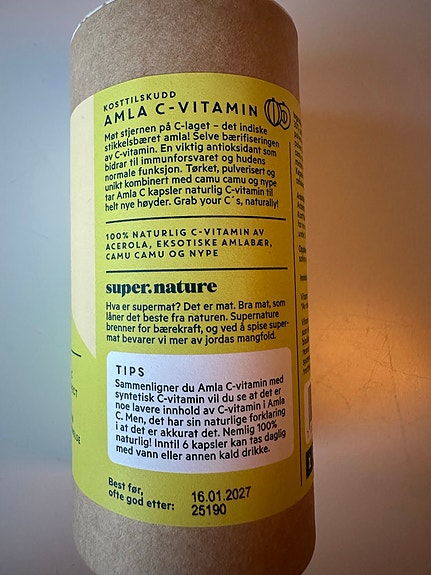 KOSTTILSKUDD
AMLA C-VITAMIN
Møt stjernen på C-laget – det indiske
stikkelsbæret amla! Selve bærifiseringen
av C-vitamin. En viktig antioksidant som
bidrar til immunforsvaret og hudens
normale funksjon. Tørket, pulverisert og
unikt kombinert med camu camu og nype
tar Amla C kapsler naturlig C-vitamin til
helt nye høyder. Grab your C´s, naturally!
100% NATURLIG C-VITAMIN AV
ACEROLA, EKSOTISKE AMLABÆR,
CAMU CAMU OG NYPE
super.nature
Hva er supermat? Det er mat. Bra mat, som
låner det beste fra naturen. Supernature
brenner for bærekraft, og ved å spise super-
mat bevarer vi mer av jordas mangfold.
TIPS
Sammenligner du Amla C-vitamin med
syntetisk C-vitamin vil du se at det er
noe lavere innhold av C-vitamin i Amla
C. Men, det har sin naturlige forklaring
i at det er akkurat det. Nemlig 100%
naturlig! Inntil 6 kapsler kan tas daglig
med vann eller annen kald drikke.
Best før,
ofte god etter:
16.01.2027
25190